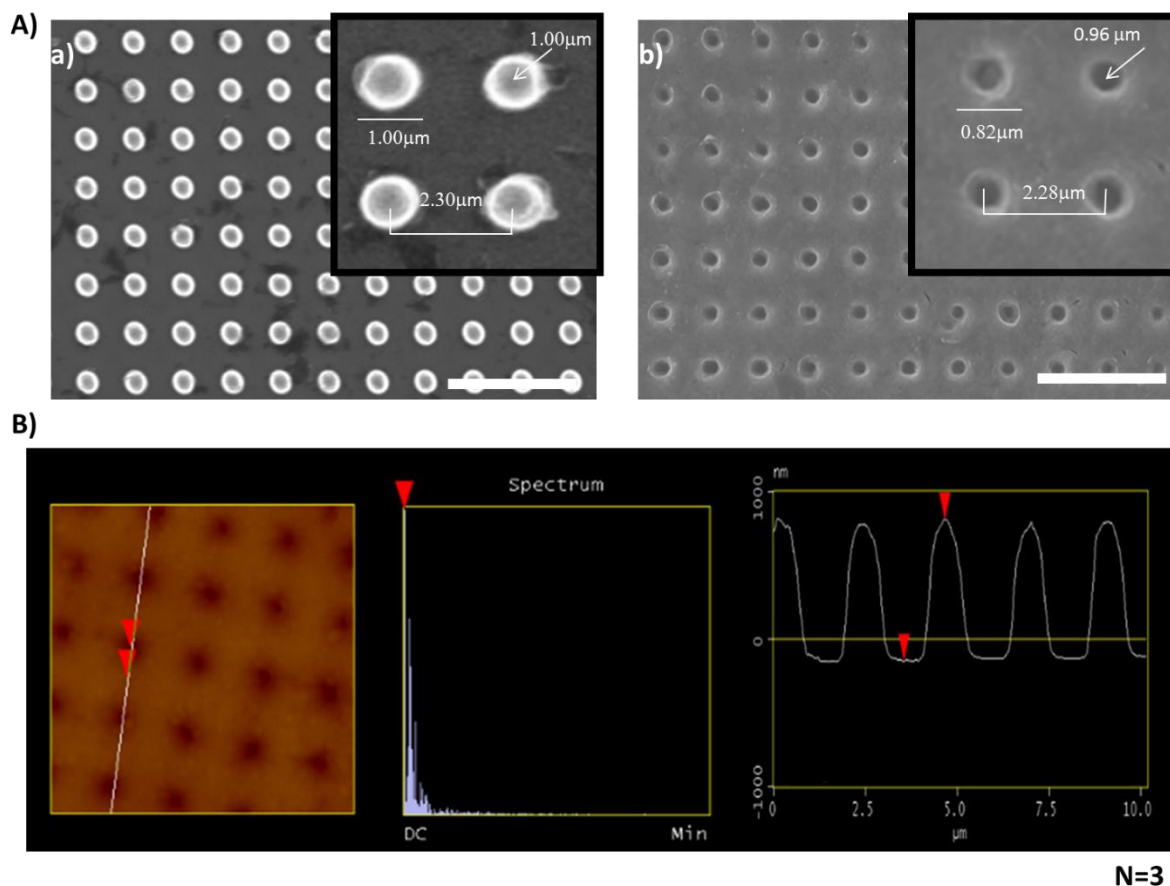 A)
a)
1.00µm
1.00µm
2.30µm
b)
0.96 µm
0.82µm
2.28µm
B)
Spectrum
DC
Min
nm
1000
0
-1000
0
2.5
5.0
7.5
10.0
µm
N=3